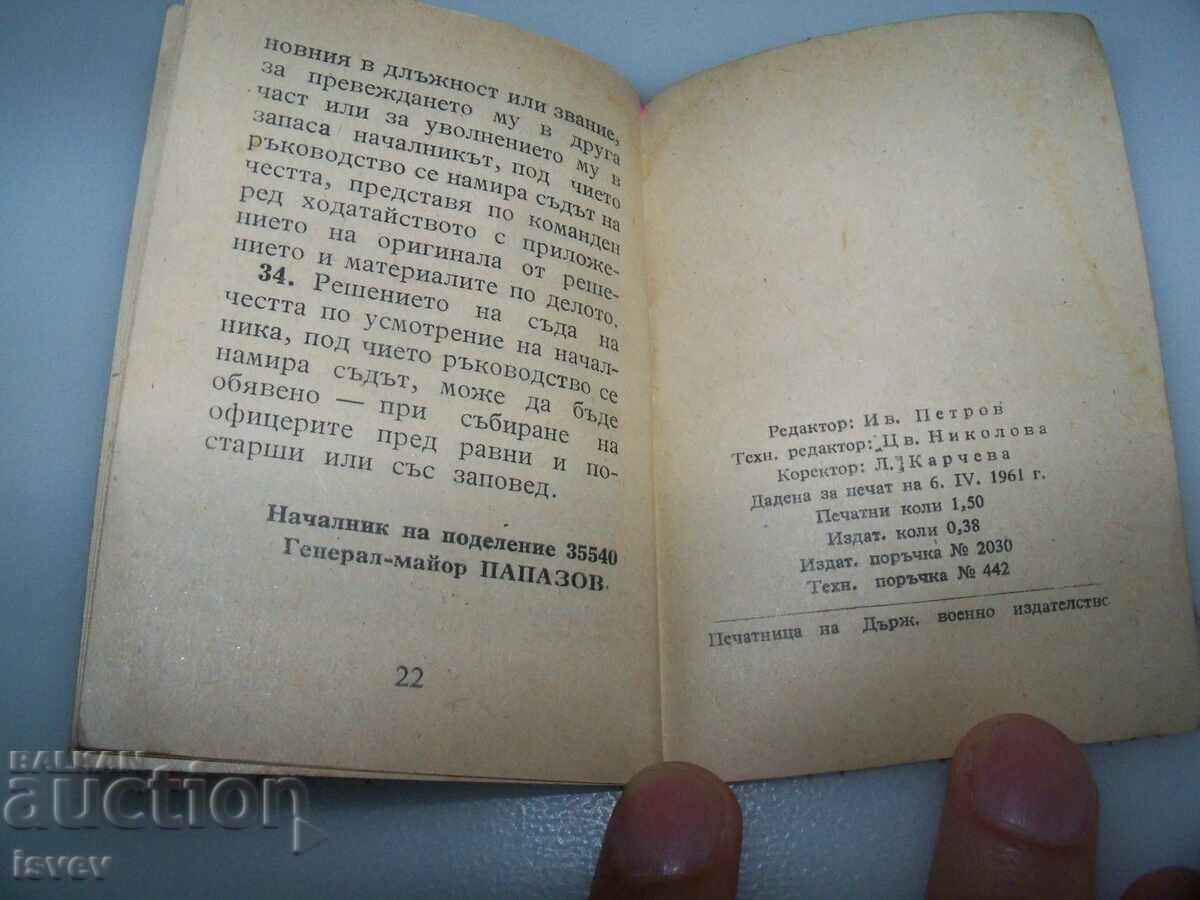 новния в длъжност или звание,
за превеждането му в друга
част или за уволнението му в
запаса началникът, под чието
ръководство се намира съдът на
честта, представя по команден
ред ходатайството с приложе-
нието на оригинала от реше-
нието и материалите по делото.
34. Решението на съда на
честта по усмотрение на начал-
ника, под чието ръководство се
намира съдът, може да бъде
обявено — при събиране на
офицерите пред равни и по-
старши или със заповед.
Началник на поделение 35540
Генерал-майор ПАПАЗОВ
22
Редактор: Ив. Петров
Техн. редактор: Цв. Николова
Коректор: Л. Карчева
Дадена за печат на 6. IV. 1961 г.
Печатни коли 1,50
Издат. коли 0,38
Издат. поръчка № 2030
Техн. поръчка № 442
Печатница на Държ. военно издателство
BALKAN
auction
isvev